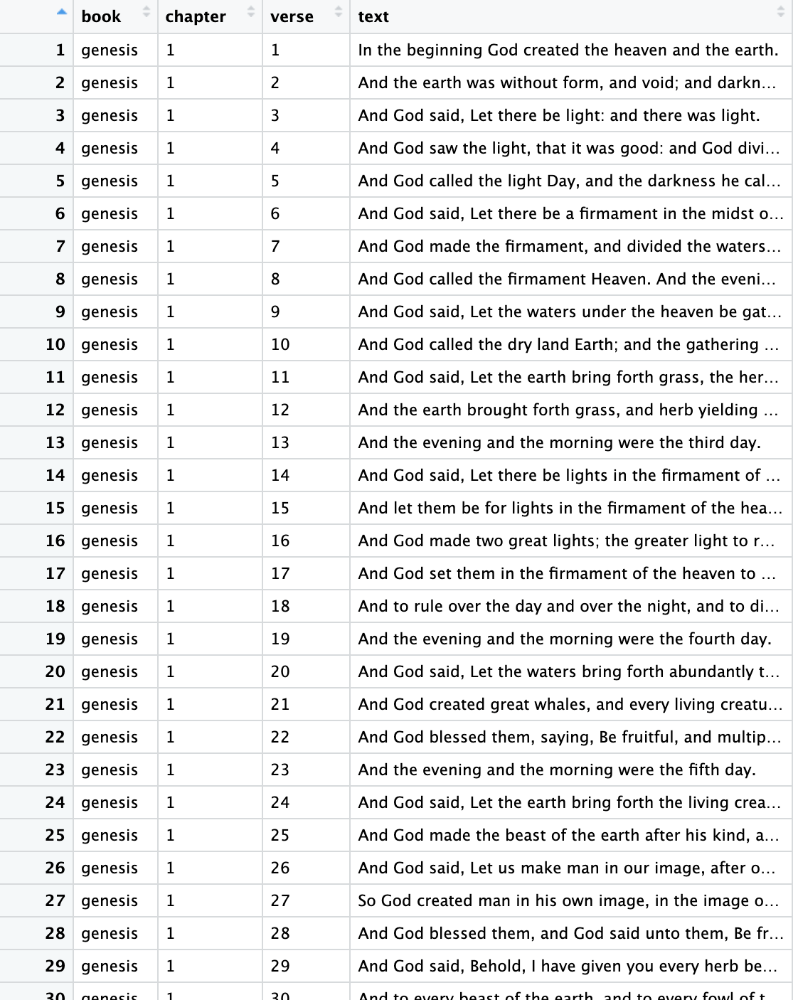 book chapter verse text
1 genesis 1 1 In the beginning God created the heaven and the earth.
2 genesis 1 2 And the earth was without form, and void; and darkn…
3 genesis 1 3 And God said, Let there be light: and there was light.
4 genesis 1 4 And God saw the light, that it was good: and God divi…
5 genesis 1 5 And God called the light Day, and the darkness he cal…
6 genesis 1 6 And God said, Let there be a firmament in the midst o…
7 genesis 1 7 And God made the firmament, and divided the waters…
8 genesis 1 8 And God called the firmament Heaven. And the eveni…
9 genesis 1 9 And God said, Let the waters under the heaven be gat…
10 genesis 1 10 And God called the dry land Earth; and the gathering …
11 genesis 1 11 And God said, Let the earth bring forth grass, the her…
12 genesis 1 12 And the earth brought forth grass, and herb yielding …
13 genesis 1 13 And the evening and the morning were the third day.
14 genesis 1 14 And God said, Let there be lights in the firmament of …
15 genesis 1 15 And let them be for lights in the firmament of the hea…
16 genesis 1 16 And God made two great lights; the greater light to r…
17 genesis 1 17 And God set them in the firmament of the heaven to …
18 genesis 1 18 And to rule over the day and over the night, and to di…
19 genesis 1 19 And the evening and the morning were the fourth day.
20 genesis 1 20 And God said, Let the waters bring forth abundantly t…
21 genesis 1 21 And God created great whales, and every living creatu…
22 genesis 1 22 And God blessed them, saying, Be fruitful, and multip…
23 genesis 1 23 And the evening and the morning were the fifth day.
24 genesis 1 24 And God said, Let the earth bring forth the living crea…
25 genesis 1 25 And God made the beast of the earth after his kind, a…
26 genesis 1 26 And God said, Let us make man in our image, after o…
27 genesis 1 27 So God created man in his own image, in the image o…
28 genesis 1 28 And God blessed them, and God said unto them, Be fr…
29 genesis 1 29 And God said, Behold, I have given you every herb be…
30 genesis 1 30 And to every beast of the earth, and to every fowl of t…